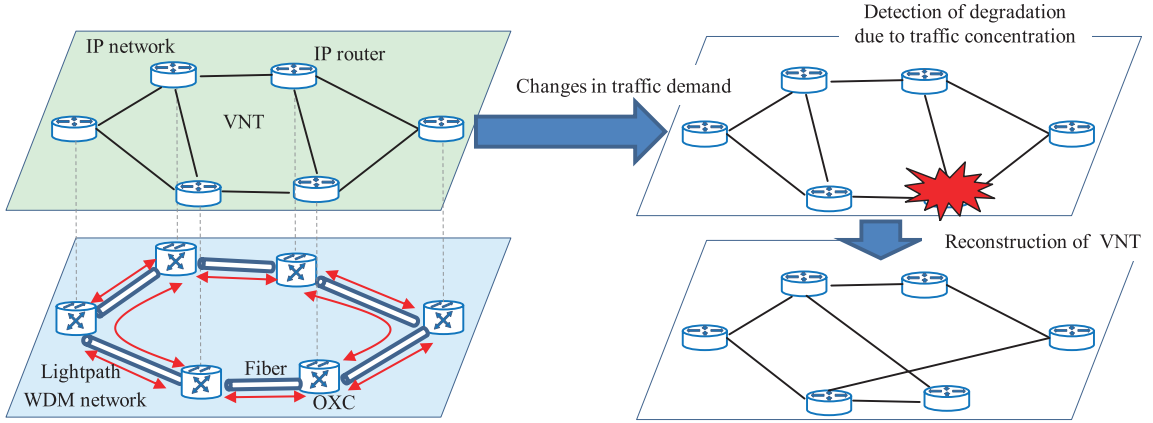 IP network
IP router
VNT
Changes in traffic demand
Detection of degradation
due to traffic concentration
Reconstruction of VNT
Lightpath
Fiber
WDM network
OXC